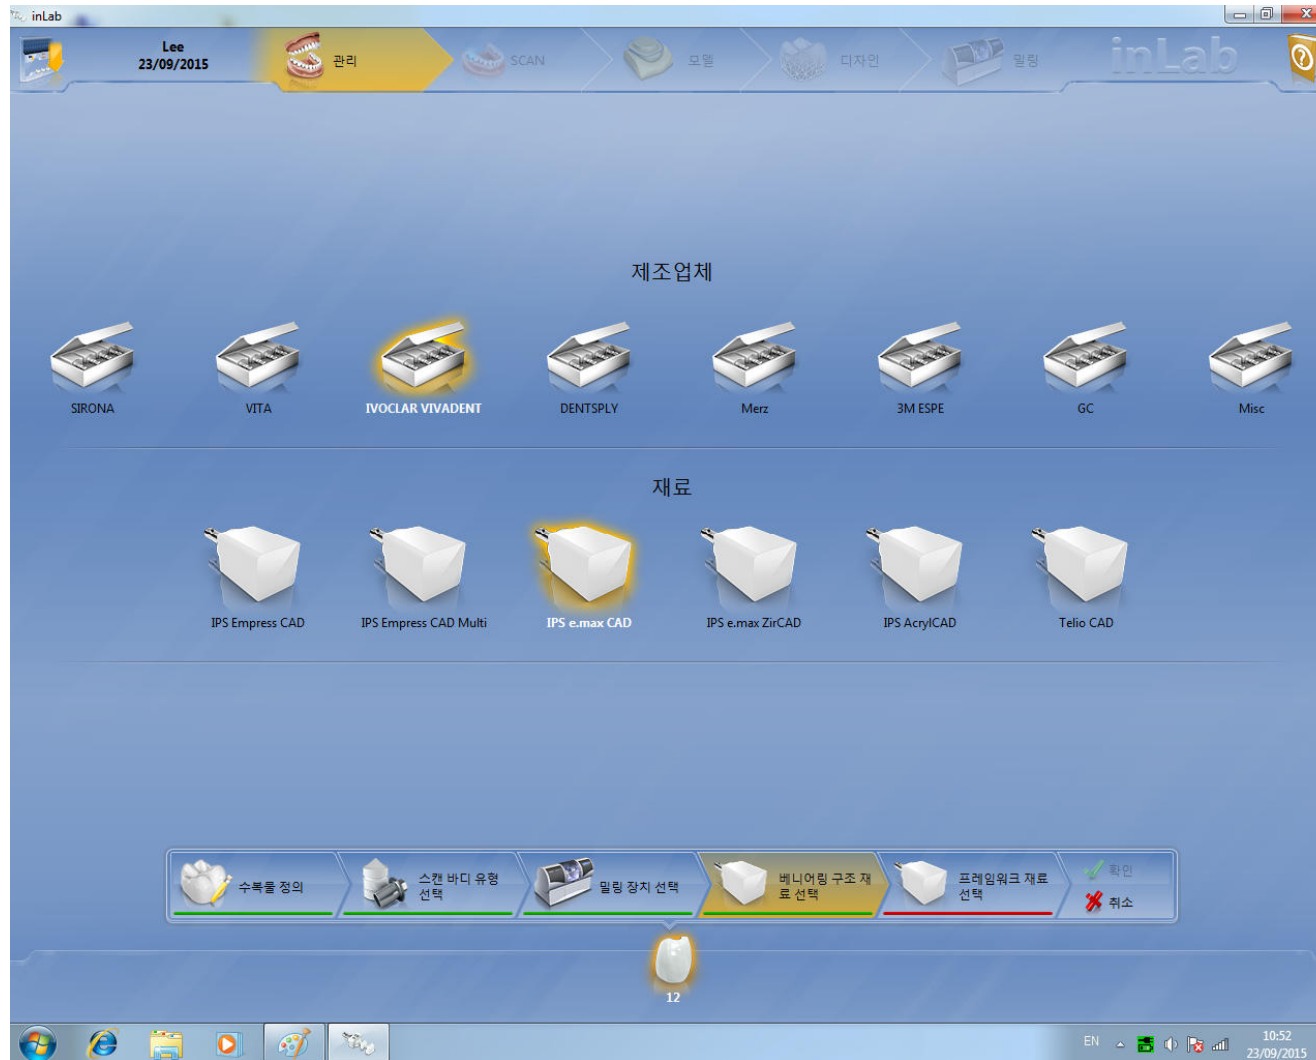 inLab
Lee
23/09/2015
관리
SCAN
모델
디자인
밀링
inLab
제조업체
SIRONA
VITA
IVOCLAR VIVADENT
DENTSPLY
Merz
3M ESPE
GC
Misc
재료
IPS Empress CAD
IPS Empress CAD Multi
IPS e.max CAD
IPS e.max ZirCAD
IPS AcrylCAD
Telio CAD
수복물 정의
스캔 바디 유형
선택
밀링 장치 선택
베니어링 구조 재
료 선택
프레임워크 재료
선택
확인
취소
12
EN
10:52
23/09/2015